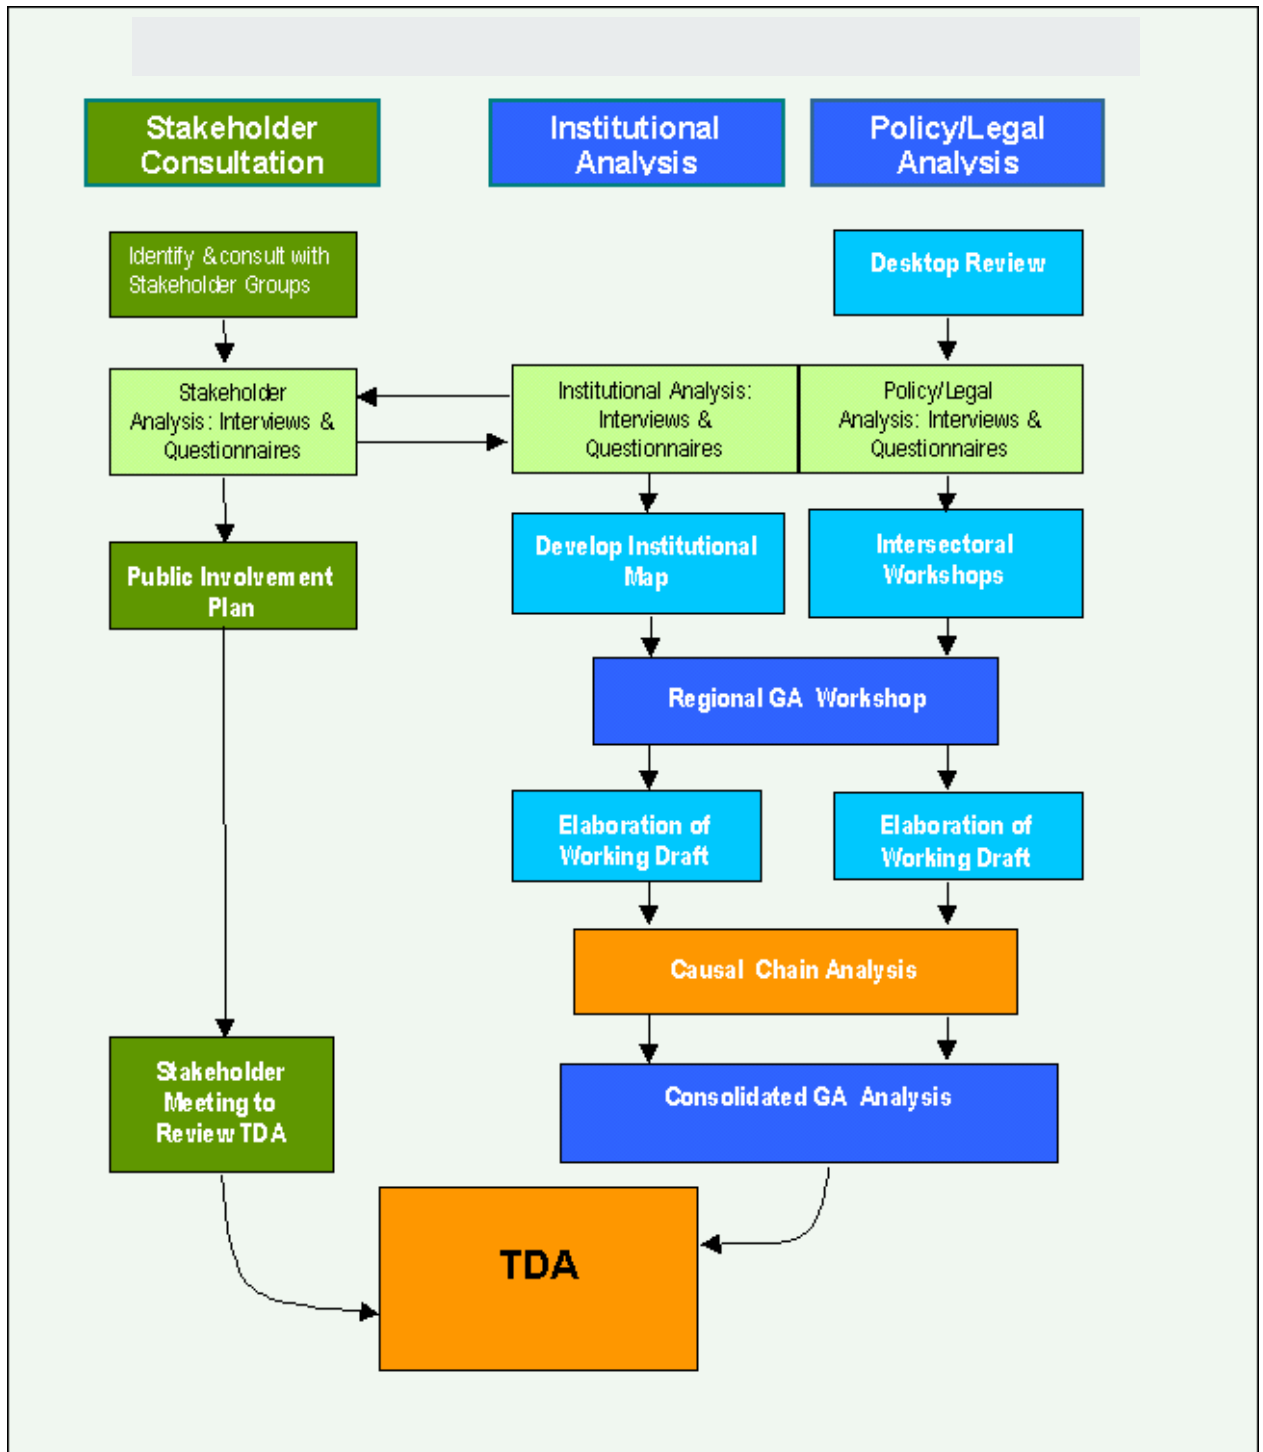 Stakeholder
Consultation
Institutional
Analysis
Policy/Legal
Analysis
Identify & consult with
Stakeholder Groups
Desktop Review
Stakeholder
Analysis: Interviews &
Questionnaires
Institutional Analysis:
Interviews &
Questionnaires
Policy/Legal
Analysis: Interviews &
Questionnaires
Public Involvement
Plan
Develop Institutional
Map
Intersectoral
Workshops
Regional GA Workshop
Elaboration of
Working Draft
Elaboration of
Working Draft
Causal Chain Analysis
Stakeholder
Meeting to
Review TDA
Consolidated GA Analysis
TDA